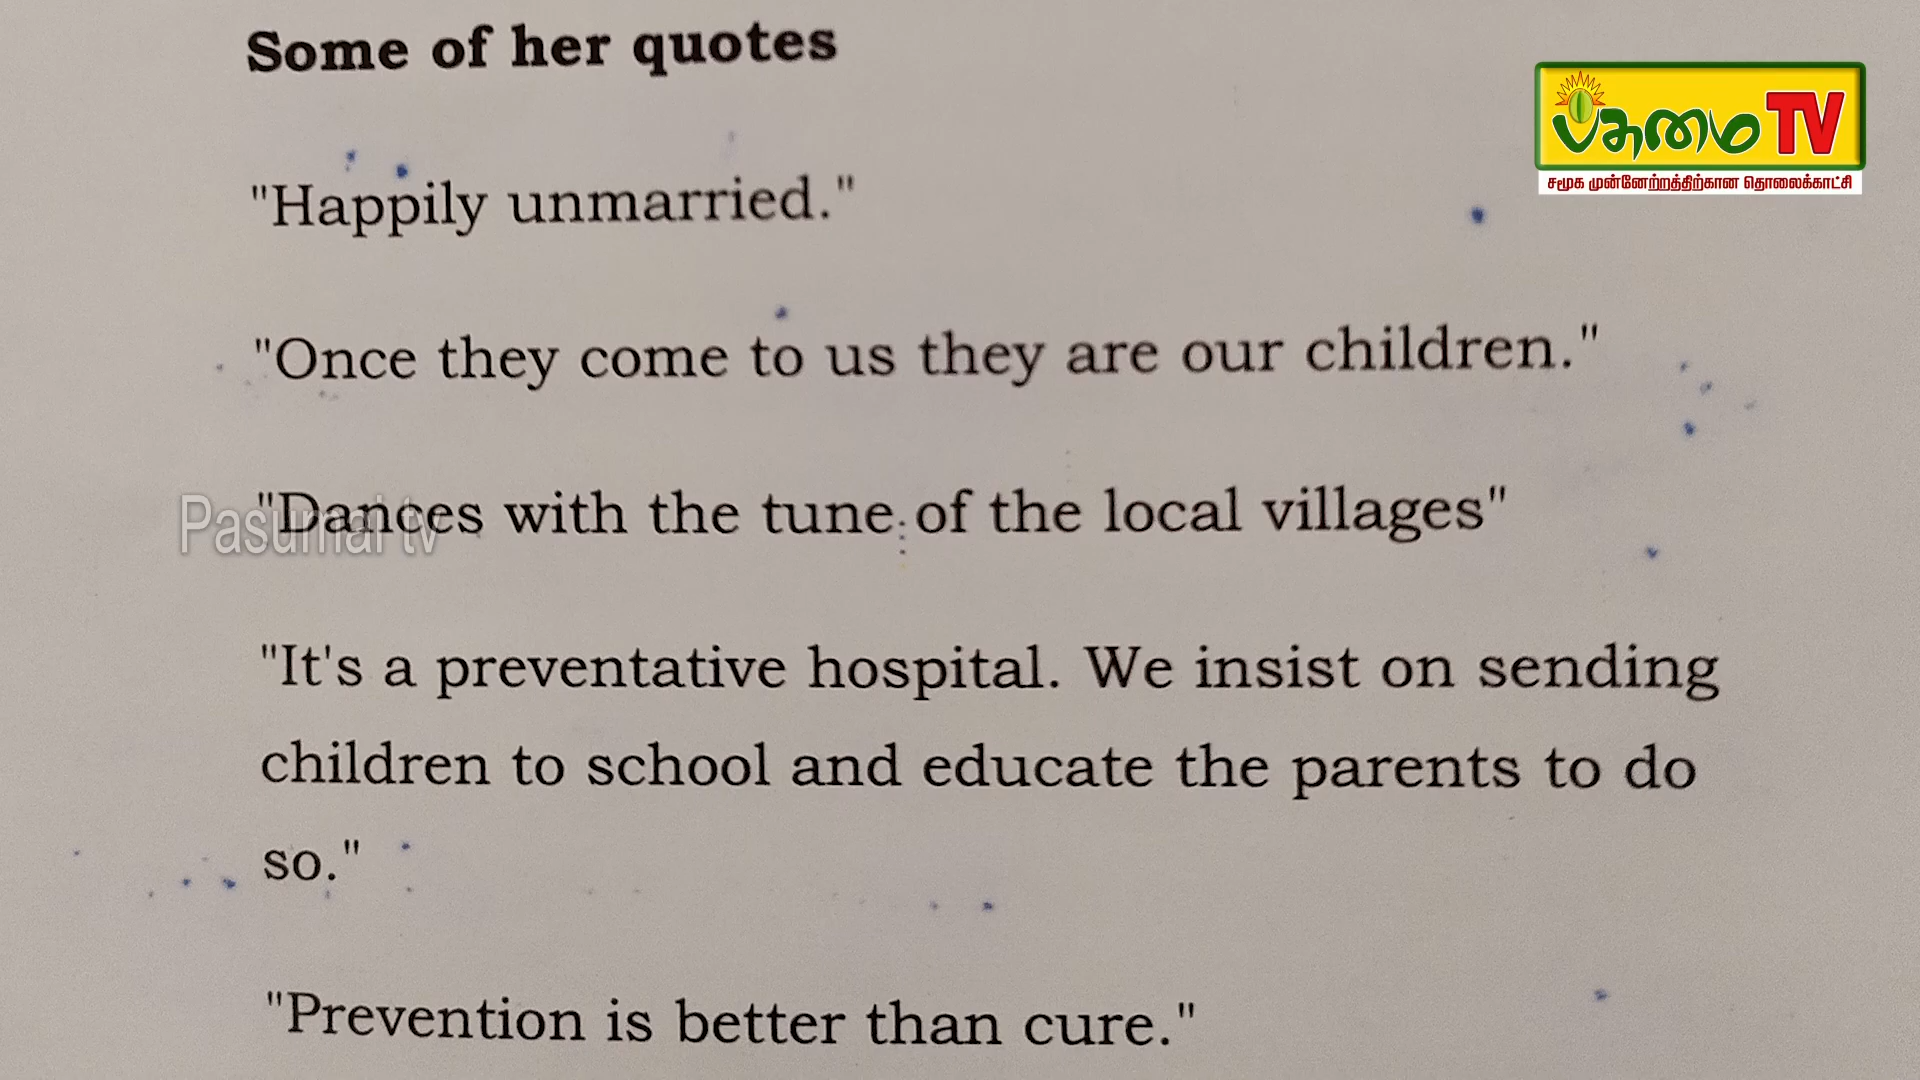 Some of her quotes
பசுமை TV
சமூக முன்னேற்றத்திற்கான தொலைக்காட்சி
"Happily unmarried."
"Once they come to us they are our children."
"Dances with the tune of the local villages"
Pasumai tv
"It's a preventative hospital. We insist on sending
children to school and educate the parents to do
so."
"Prevention is better than cure."